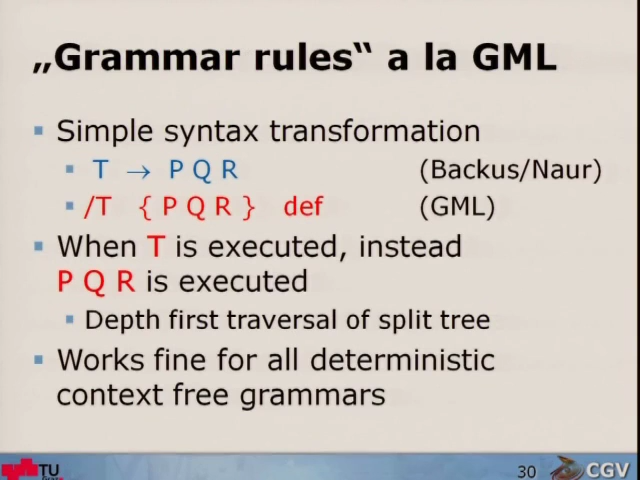 „Grammar rules‟ a la GML
▪ Simple syntax transformation
▪ T → P Q R (Backus/Naur)
▪ /T { P Q R } def (GML)
▪ When T is executed, instead
P Q R is executed
▪ Depth first traversal of split tree
▪ Works fine for all deterministic
context free grammars
TU
30 CGV